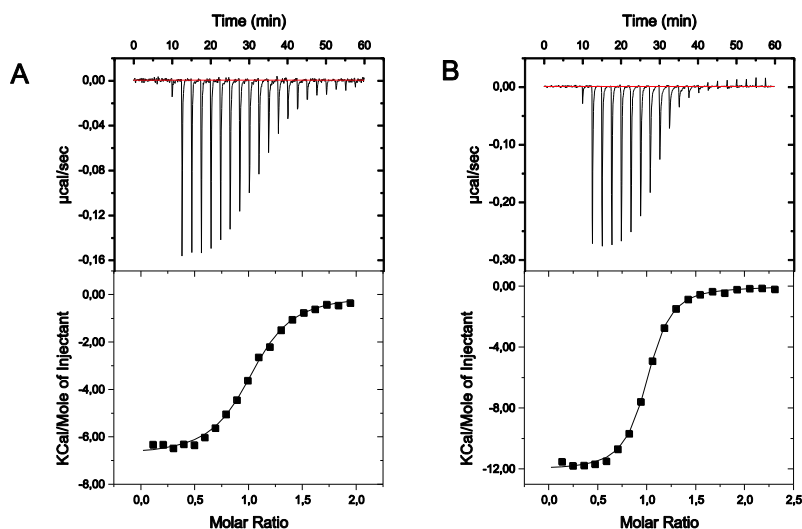 A
Time (min)
0 10 20 30 40 50 60
0,00
-0,04
-0,08
-0,12
-0,16
µcal/sec
0,00
-2,00
-4,00
-6,00
-8,00
KCal/Mole of Injectant
0,0 0,5 1,0 1,5 2,0
Molar Ratio
B
Time (min)
0 10 20 30 40 50 60
0,00
-0,10
-0,20
-0,30
µcal/sec
0,00
-4,00
-8,00
-12,00
KCal/Mole of Injectant
0,0 0,5 1,0 1,5 2,0 2,5
Molar Ratio